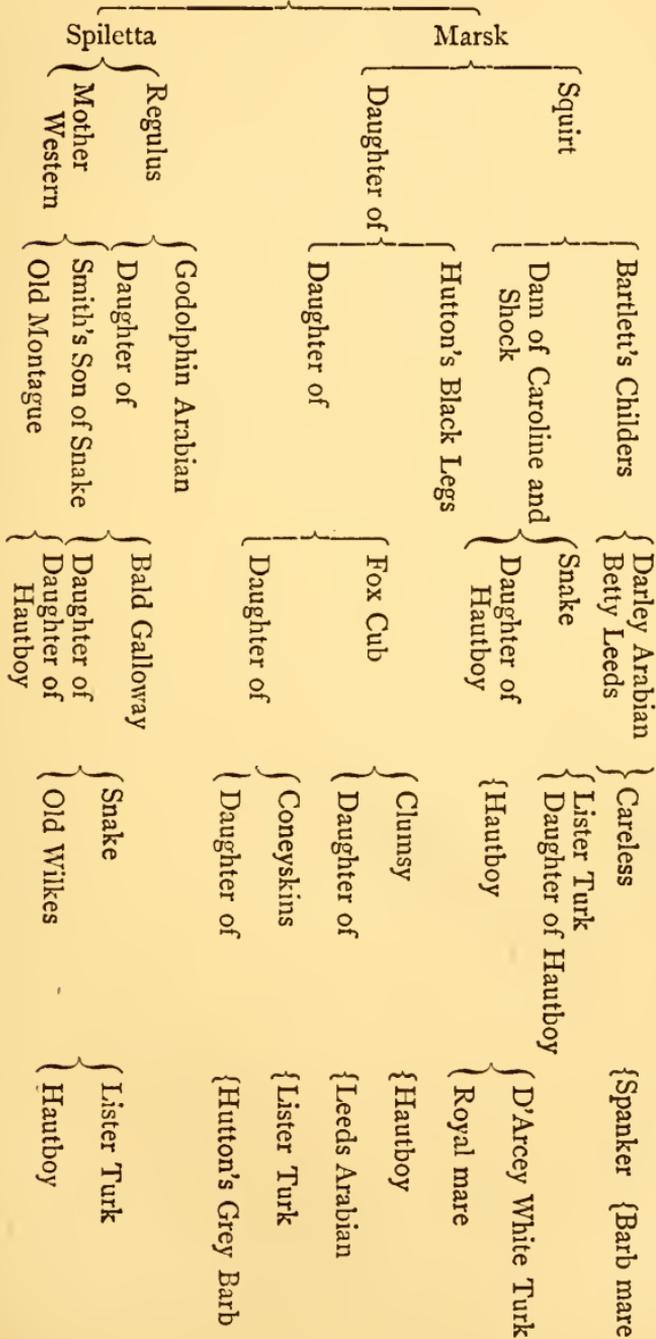 Spiletta
Marsk
Squirt
Daughter of
Regulus
Mother
Western
Bartlett's Childers
Dam of Caroline and
Shock
Hutton's Black Legs
Daughter of
Godolphin Arabian
Daughter of
Smith's Son of Snake
Old Montague
Darley Arabian
Betty Leeds
Snake
Daughter of
Hautboy
Fox Cub
Daughter of
Bald Galloway
Daughter of
Daughter of
Hautboy
Careless
Lister Turk
Daughter of Hautboy
Hautboy
Clumsy
Daughter of
Coneyskins
Daughter of
Snake
Old Wilkes
Spanker Barb mare
D'Arcey White Turk
Royal mare
Hautboy
Leeds Arabian
Lister Turk
Hutton's Grey Barb
Lister Turk
Hautboy